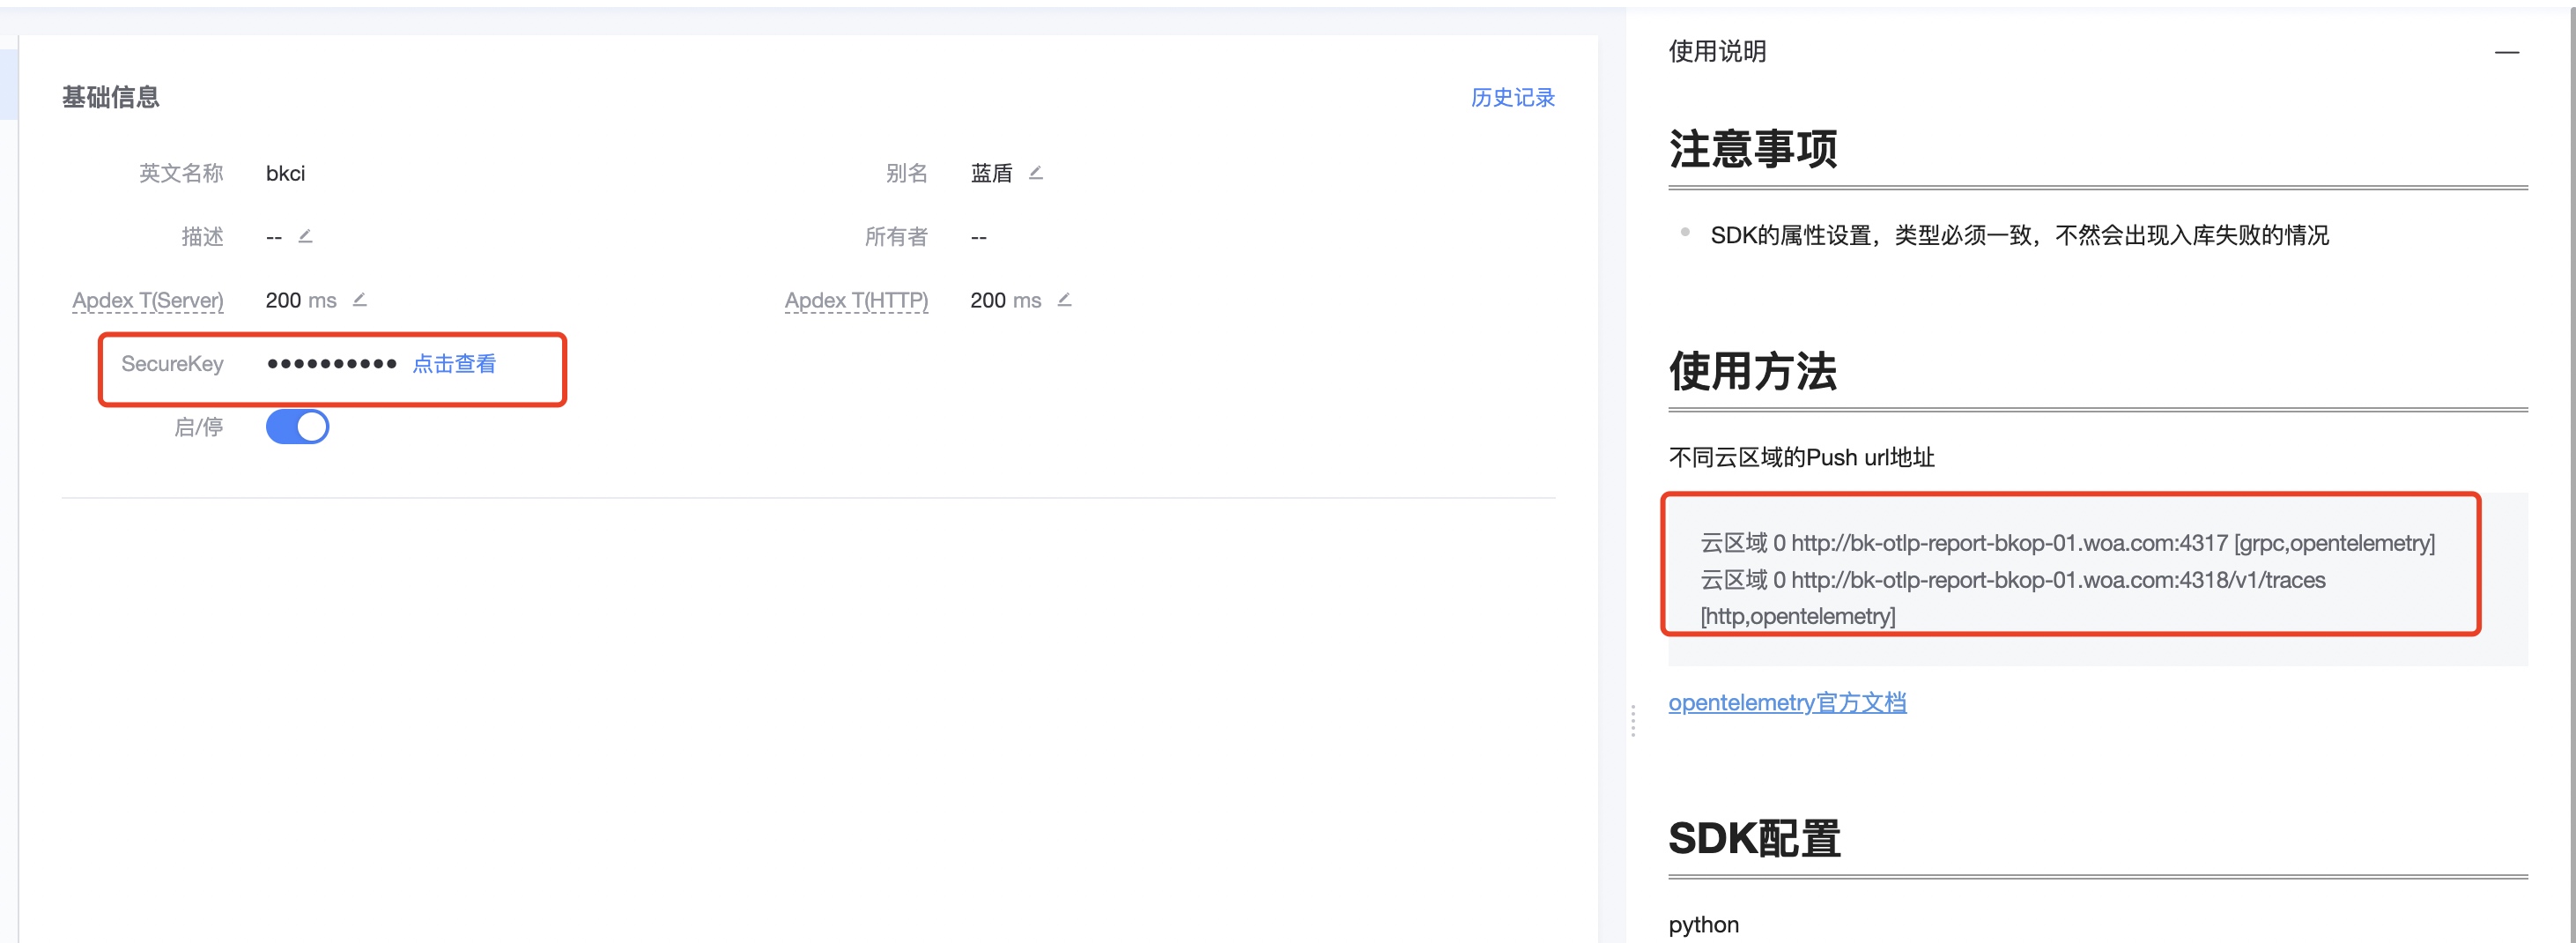 基础信息
历史记录
英文名称 bkci
别名 蓝盾
描述 --
所有者 --
Apdex T(Server) 200 ms
Apdex T(HTTP) 200 ms
SecureKey •••••••••• 点击查看
启/停
使用说明
注意事项
SDK的属性设置，类型必须一致，不然会出现入库失败的情况
使用方法
不同云区域的Push url地址
云区域 0 http://bk-otlp-report-bkop-01.woa.com:4317 [grpc,opentelemetry]
云区域 0 http://bk-otlp-report-bkop-01.woa.com:4318/v1/traces
[http,opentelemetry]
opentelemetry官方文档
SDK配置
python